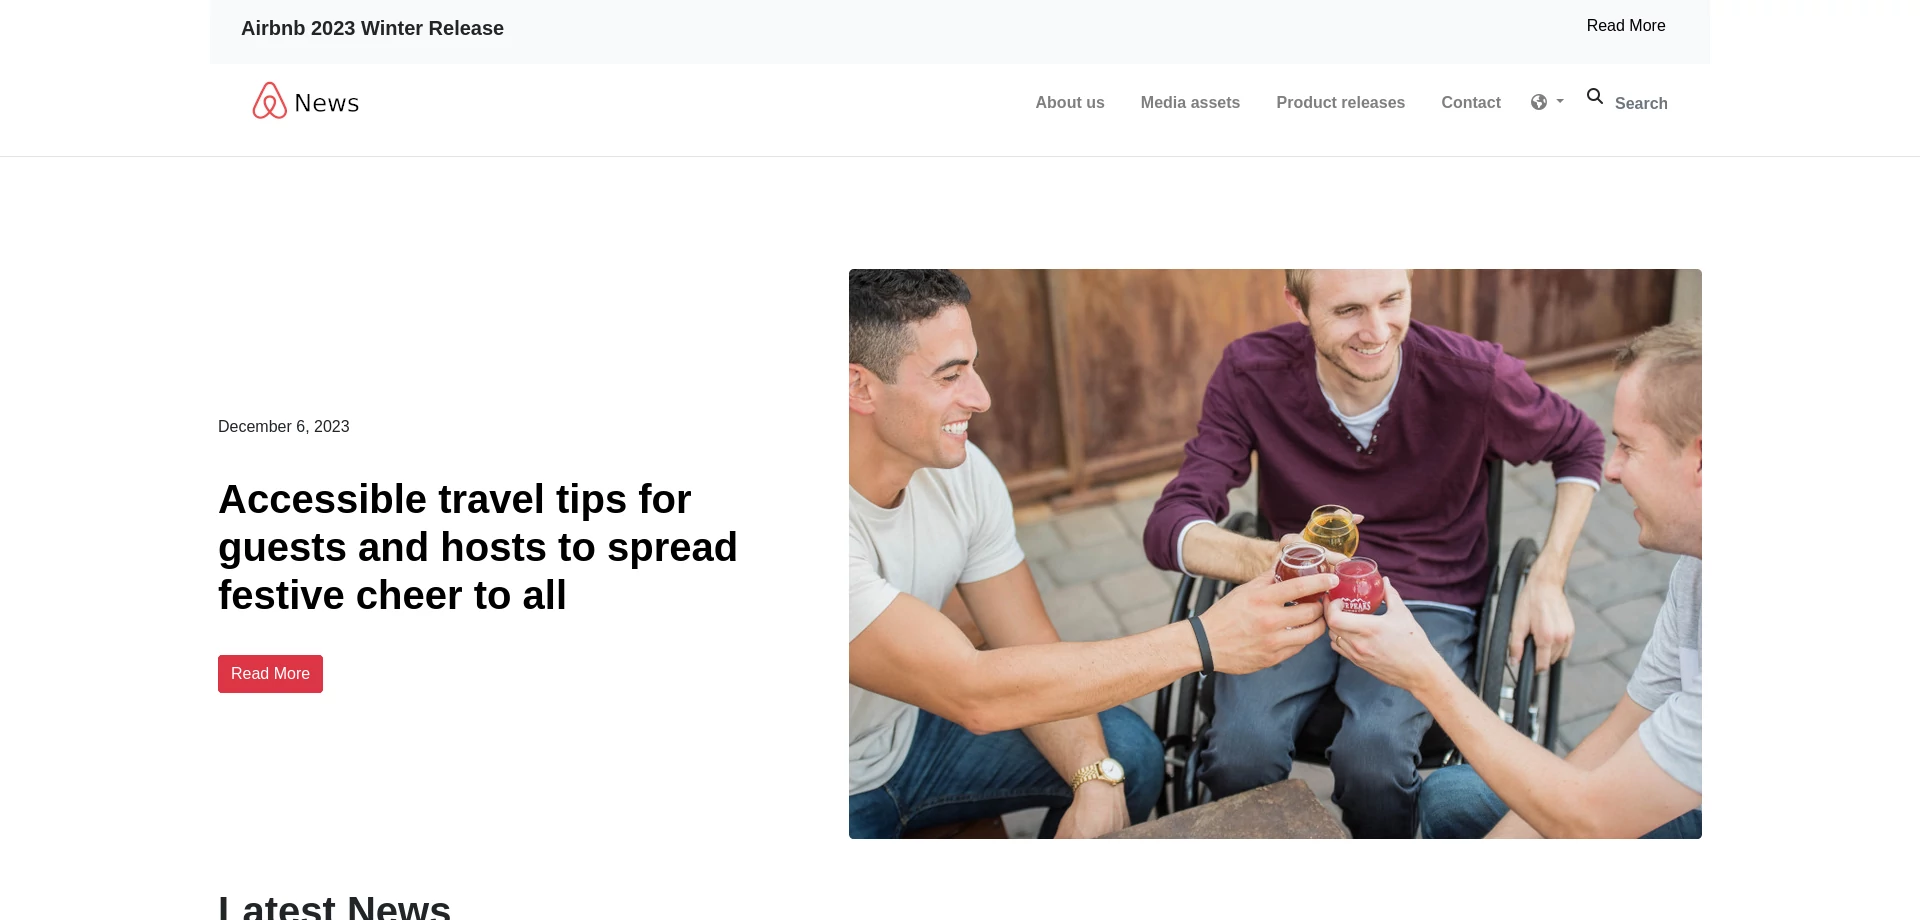 Airbnb 2023 Winter Release
Read More
News
About us
Media assets
Product releases
Contact
Search
December 6, 2023
Accessible travel tips for
guests and hosts to spread
festive cheer to all
Read More
Latest News